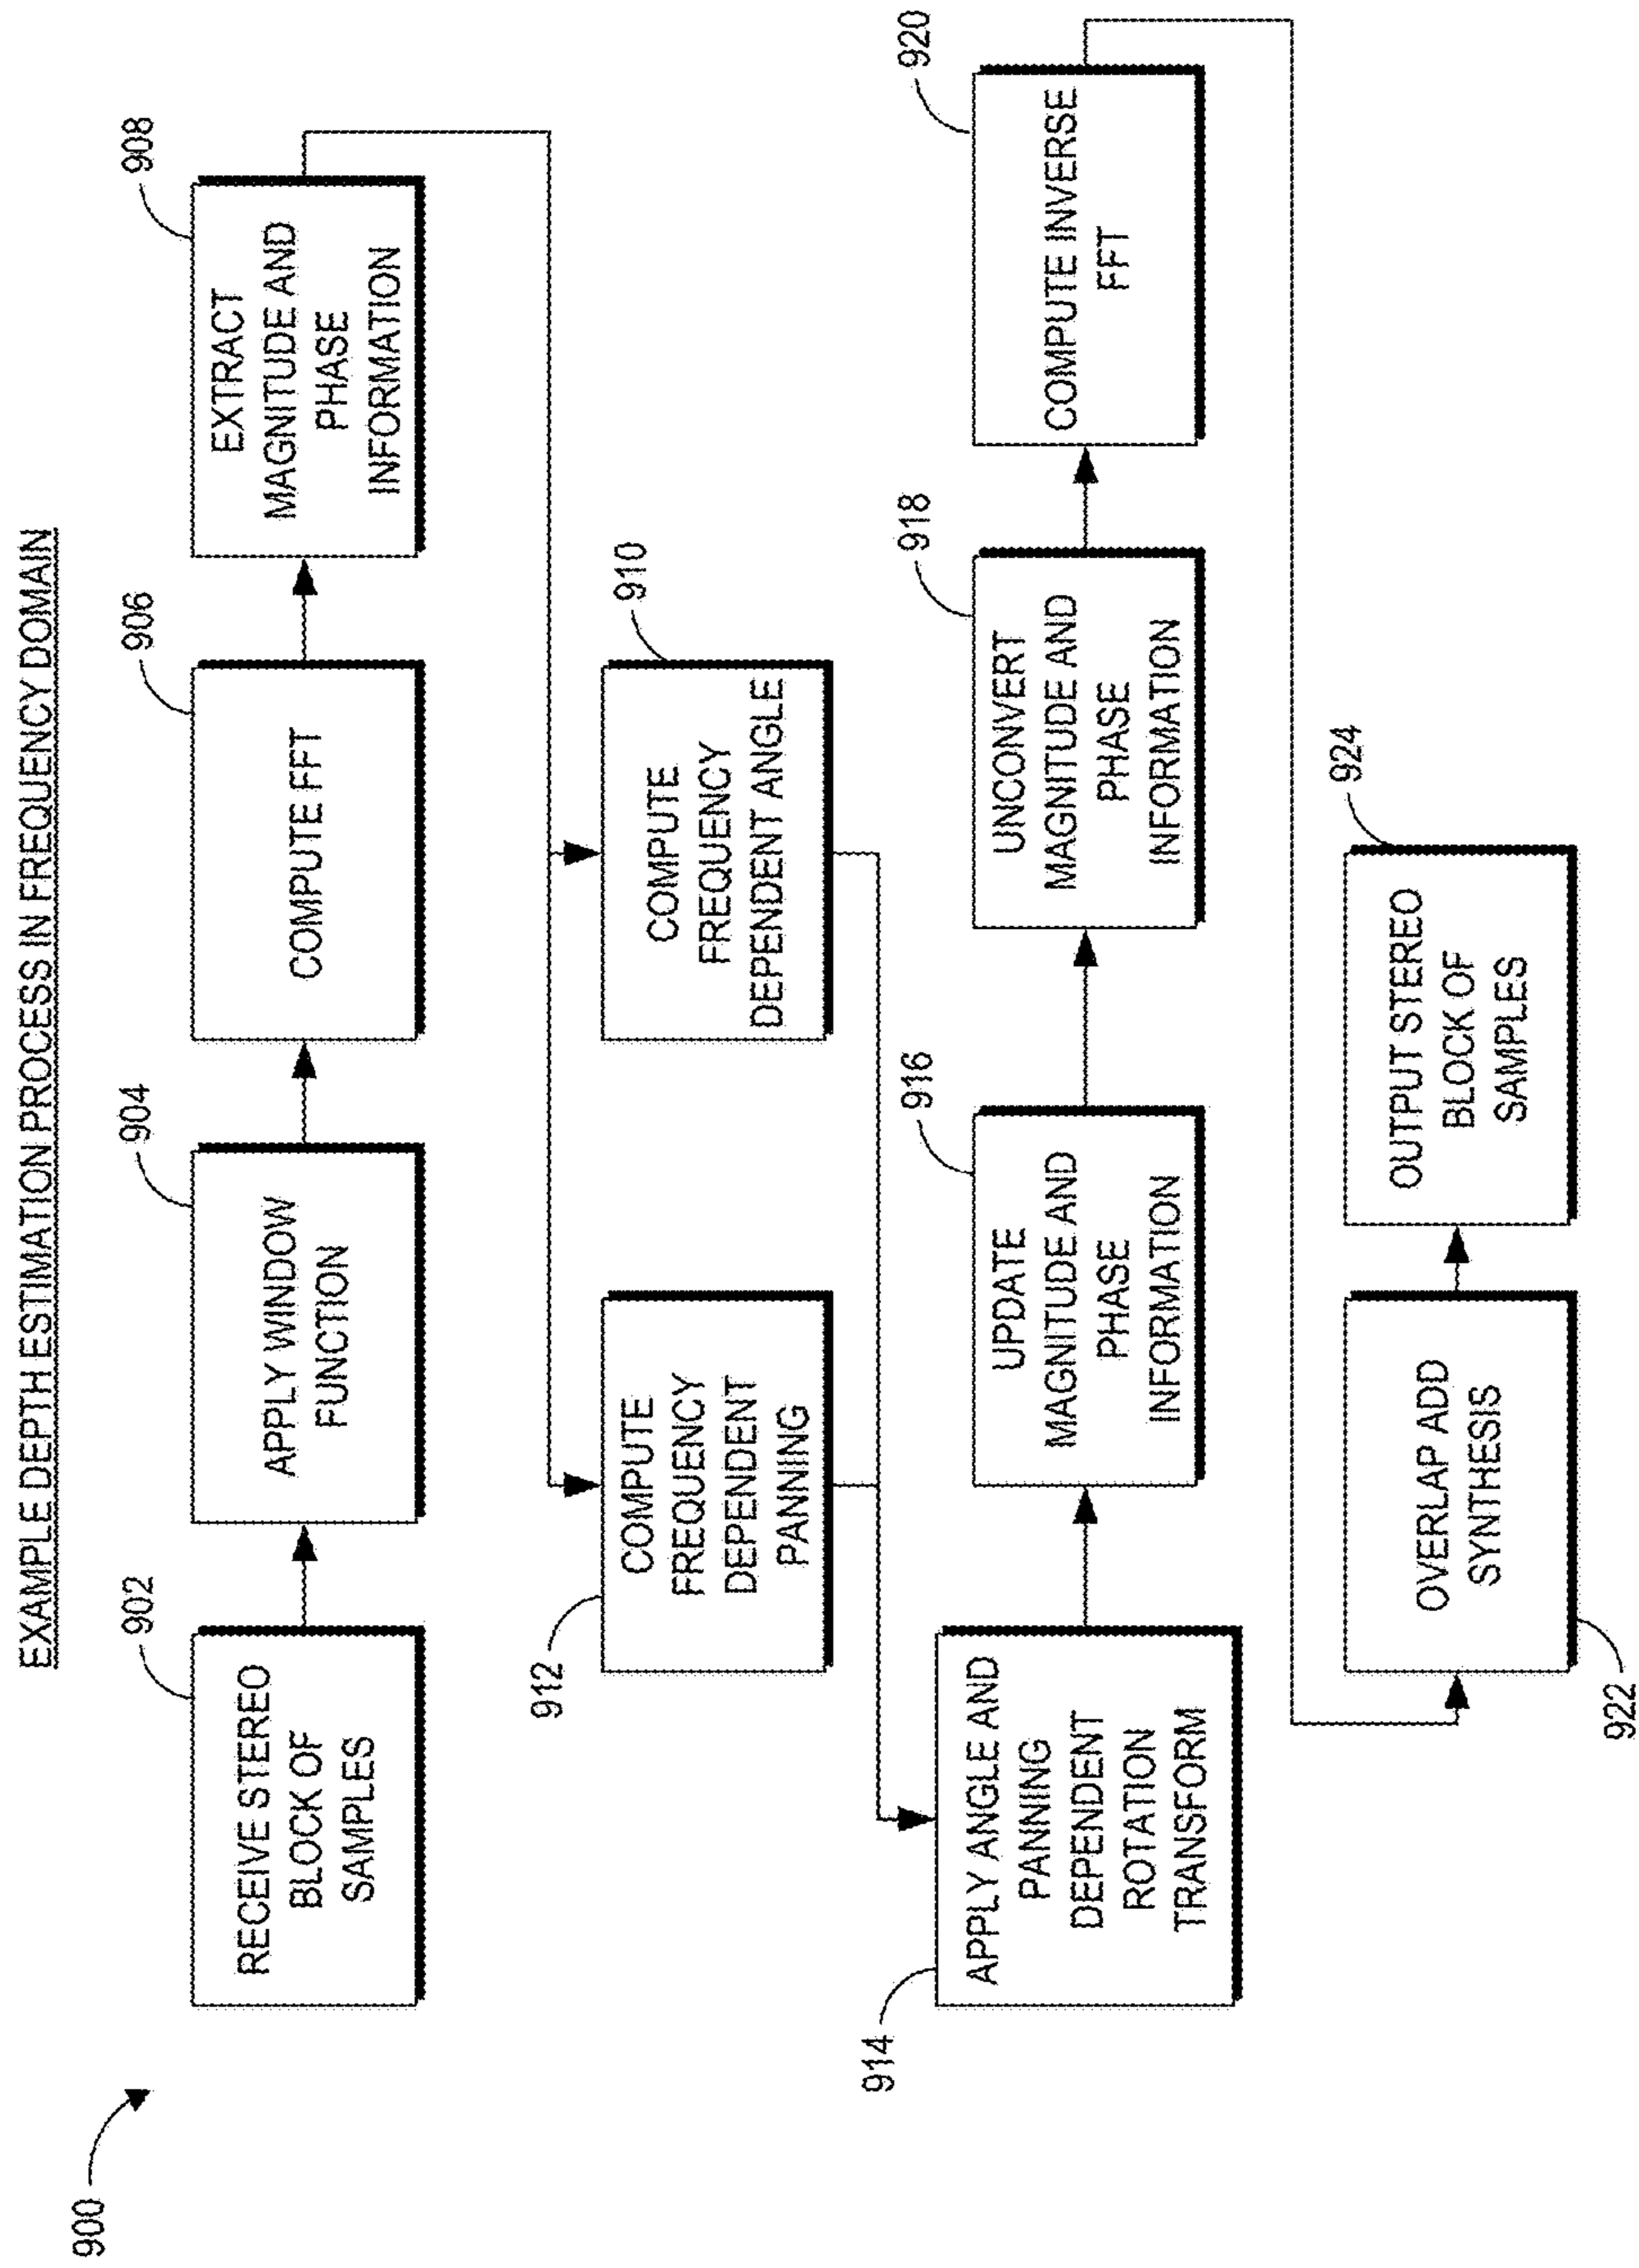 EXAMPLE DEPTH ESTIMATION PROCESS IN FREQUENCY DOMAIN
900
902
RECEIVE STEREO
BLOCK OF
SAMPLES
904
APPLY WINDOW
FUNCTION
906
COMPUTE FFT
908
EXTRACT
MAGNITUDE AND
PHASE
INFORMATION
912
COMPUTE
FREQUENCY
DEPENDENT
PANNING
910
COMPUTE
FREQUENCY
DEPENDENT ANGLE
914
APPLY ANGLE AND
PANNING
DEPENDENT
ROTATION
TRANSFORM
916
UPDATE
MAGNITUDE AND
PHASE
INFORMATION
918
UNCONVERT
MAGNITUDE AND
PHASE
INFORMATION
920
COMPUTE INVERSE
FFT
922
OVERLAP ADD
SYNTHESIS
924
OUTPUT STEREO
BLOCK OF
SAMPLES